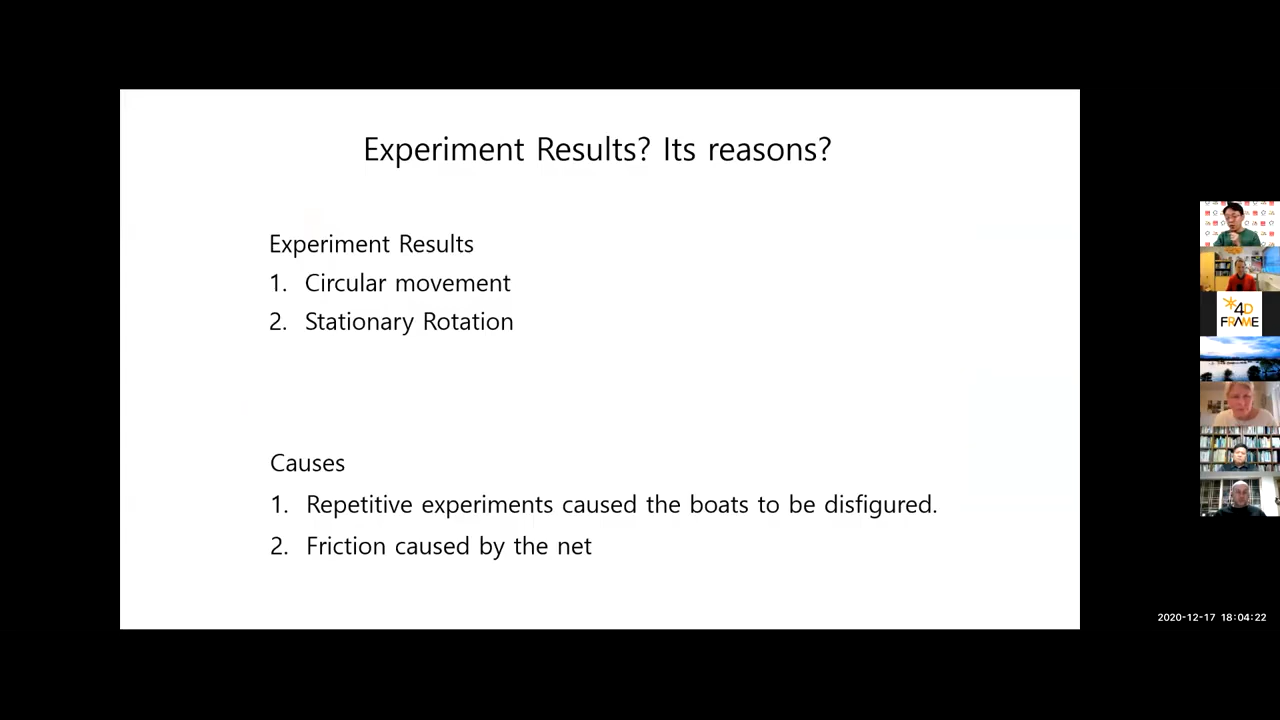 Experiment Results? Its reasons?
Experiment Results
1. Circular movement
2. Stationary Rotation
Causes
1. Repetitive experiments caused the boats to be disfigured.
2. Friction caused by the net
4D
FRAME
2020-12-17 18:04:22